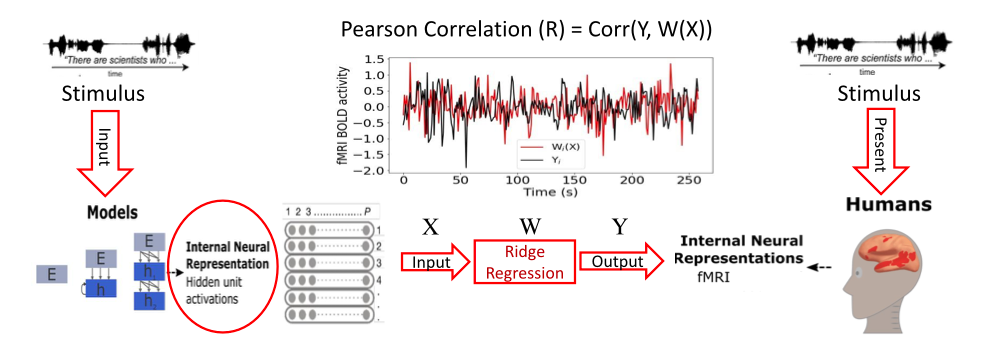 Pearson Correlation (R) = Corr(Y, W(X))
"There are scientists who ..."
time
Stimulus
Input
Models
E
E
h
E
h
h
Internal Neural
Representation
Hidden unit
activations
1 2 3 ................ P
1
2
3
4
.
.
fMRI BOLD activity
1.5
1.0
0.5
0.0
−0.5
−1.0
−1.5
−2.0
Wᵢ(X)
Yᵢ
0 50 100 150 200 250
Time (s)
X W Y
Input
Ridge
Regression
Output
"There are scientists who ..."
time
Stimulus
Present
Humans
Internal Neural
Representations
fMRI